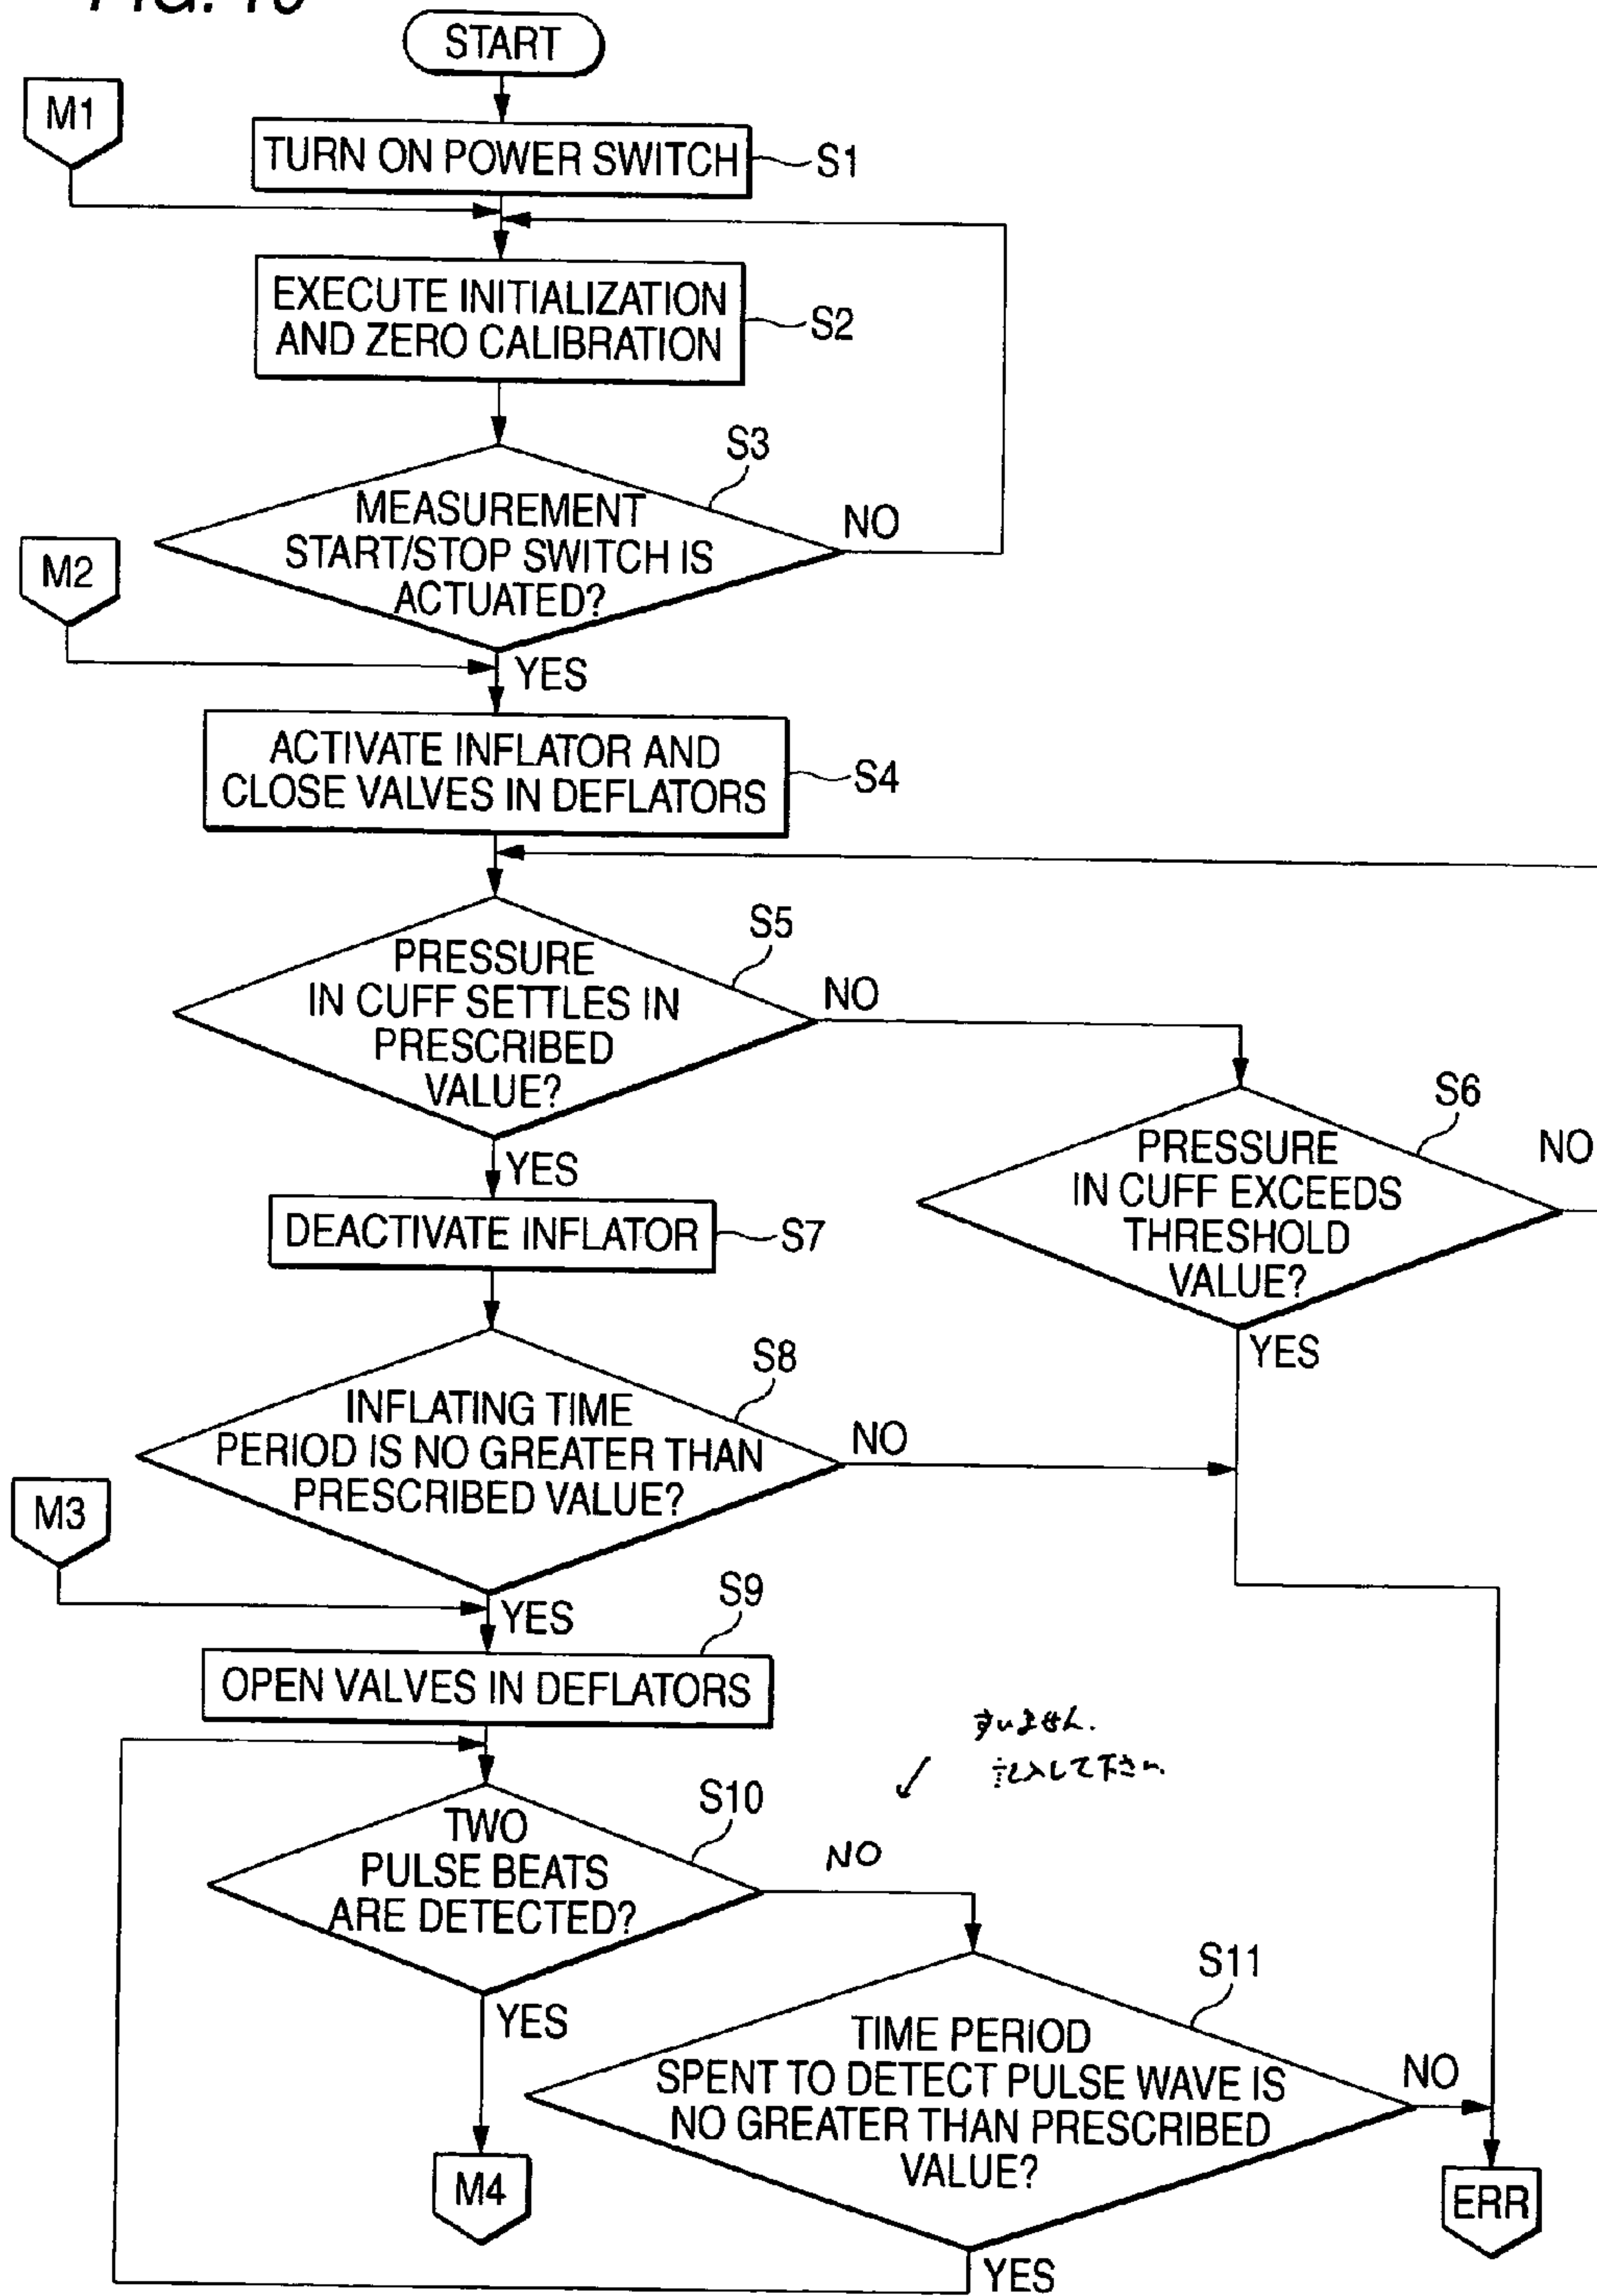 START
M1
TURN ON POWER SWITCH
S1
EXECUTE INITIALIZATION
AND ZERO CALIBRATION
S2
S3
MEASUREMENT
START/STOP SWITCH IS
ACTUATED?
NO
M2
YES
ACTIVATE INFLATOR AND
CLOSE VALVES IN DEFLATORS
S4
S5
PRESSURE
IN CUFF SETTLES IN
PRESCRIBED
VALUE?
NO
S6
PRESSURE
IN CUFF EXCEEDS
THRESHOLD
VALUE?
NO
YES
YES
DEACTIVATE INFLATOR
S7
S8
INFLATING TIME
PERIOD IS NO GREATER THAN
PRESCRIBED VALUE?
NO
M3
YES
S9
OPEN VALVES IN DEFLATORS
すいません.
記入して下さい
S10
TWO
PULSE BEATS
ARE DETECTED?
NO
YES
M4
S11
TIME PERIOD
SPENT TO DETECT PULSE WAVE IS
NO GREATER THAN PRESCRIBED
VALUE?
NO
YES
ERR